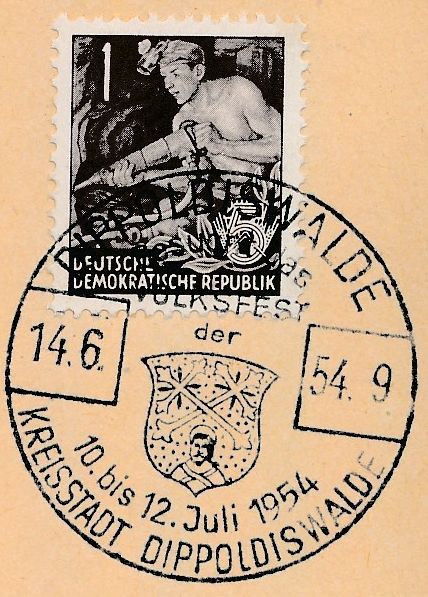 1
5
DEUTSCHE
DEMOKRATISCHE REPUBLIK
DIPPOLDISWALDE
das
VOLKSFEST
der
14.6.
54. 9
10. bis 12. Juli 1954
KREISSTADT DIPPOLDISWALDE